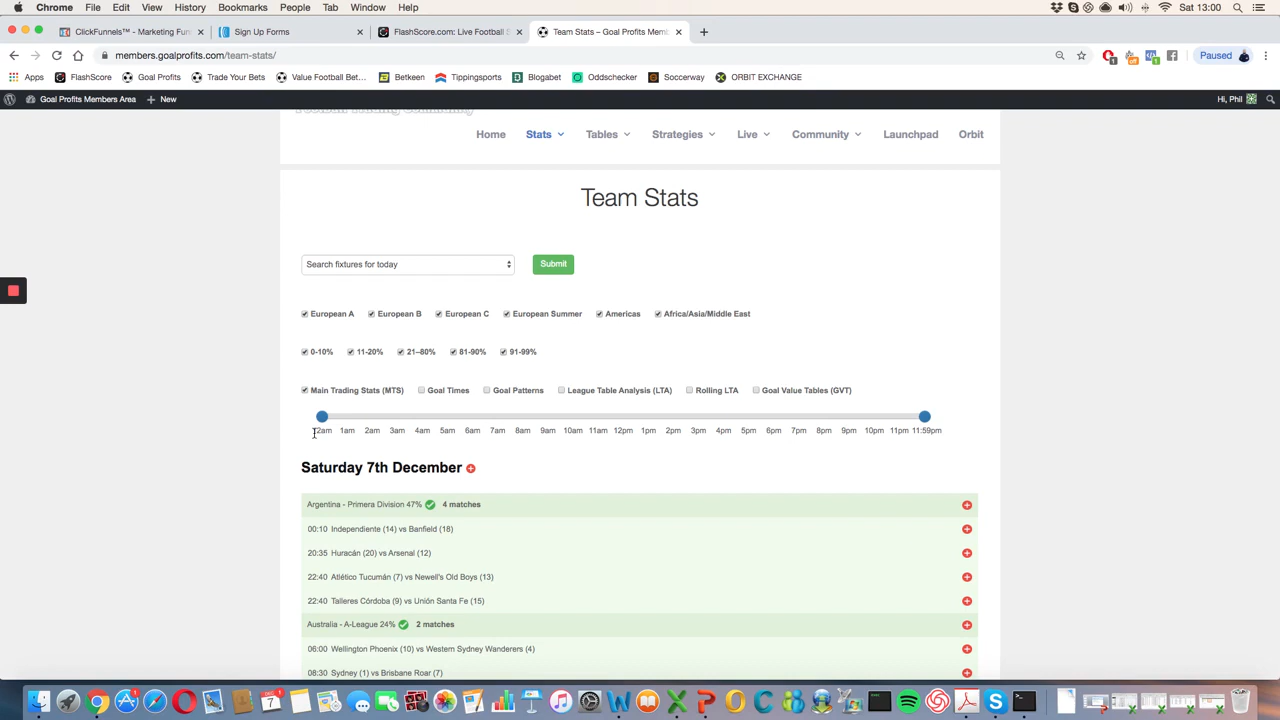 Chrome File Edit View History Bookmarks People Tab Window Help Sat 13:00
ClickFunnels™ - Marketing Fun Sign Up Forms FlashScore.com: Live Football S Team Stats – Goal Profits Memb
members.goalprofits.com/team-stats/ Paused
Apps FlashScore Goal Profits Trade Your Bets Value Football Bet... Betkeen Tippingsports Blogabet Oddschecker Soccerway ORBIT EXCHANGE
Goal Profits Members Area New Hi, Phil
Football Trading Community
Home Stats Tables Strategies Live Community Launchpad Orbit
Team Stats
Search fixtures for today Submit
European A European B European C European Summer Americas Africa/Asia/Middle East
0-10% 11-20% 21–80% 81-90% 91-99%
Main Trading Stats (MTS) Goal Times Goal Patterns League Table Analysis (LTA) Rolling LTA Goal Value Tables (GVT)
12am 1am 2am 3am 4am 5am 6am 7am 8am 9am 10am 11am 12pm 1pm 2pm 3pm 4pm 5pm 6pm 7pm 8pm 9pm 10pm 11pm 11:59pm
Saturday 7th December
Argentina - Primera Division 47% 4 matches
00:10 Independiente (14) vs Banfield (18)
20:35 Huracán (20) vs Arsenal (12)
22:40 Atlético Tucumán (7) vs Newell's Old Boys (13)
22:40 Talleres Córdoba (9) vs Unión Santa Fe (15)
Australia - A-League 24% 2 matches
06:00 Wellington Phoenix (10) vs Western Sydney Wanderers (4)
08:30 Sydney (1) vs Brisbane Roar (7)